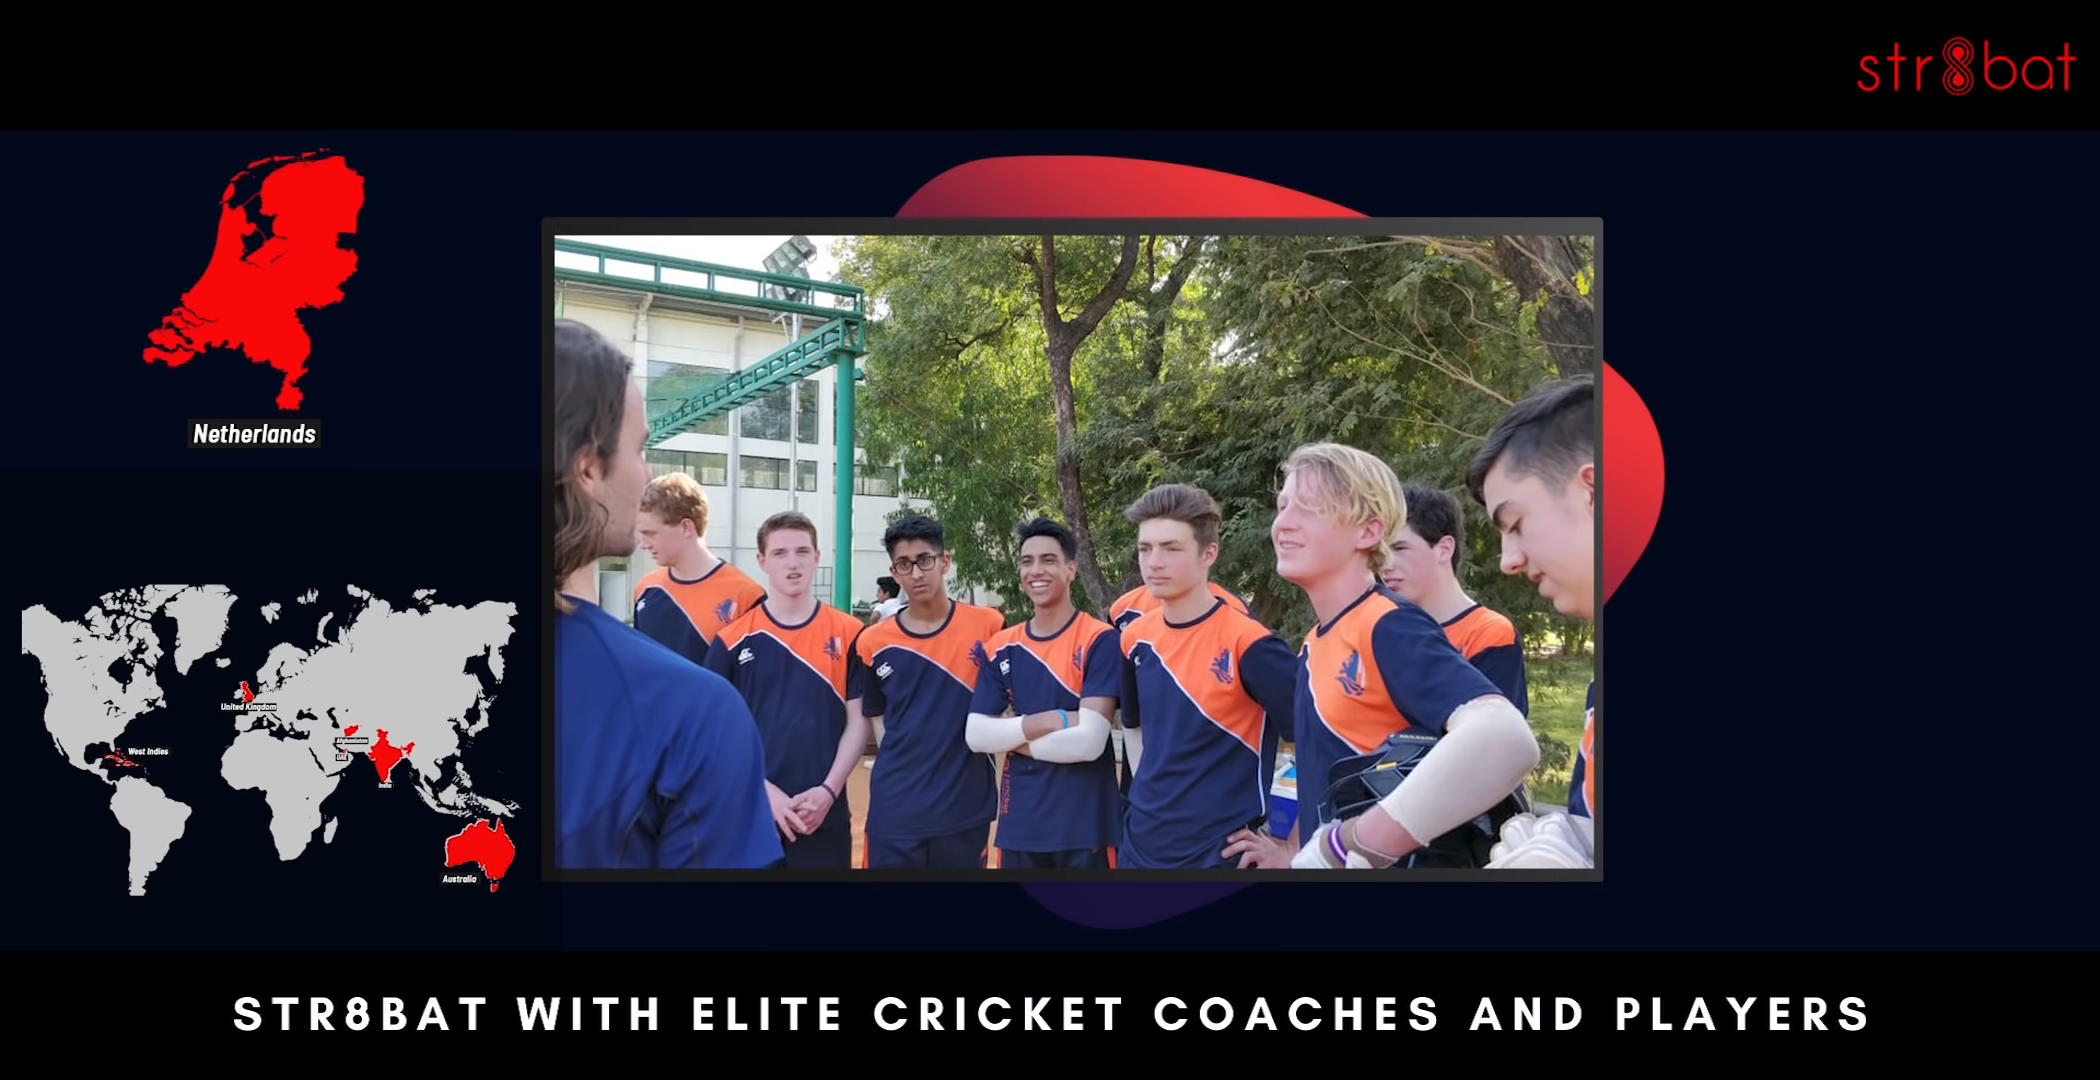 str8bat
Netherlands
United Kingdom
West Indies
Afghanistan
UAE
India
Australia
STR8BAT WITH ELITE CRICKET COACHES AND PLAYERS